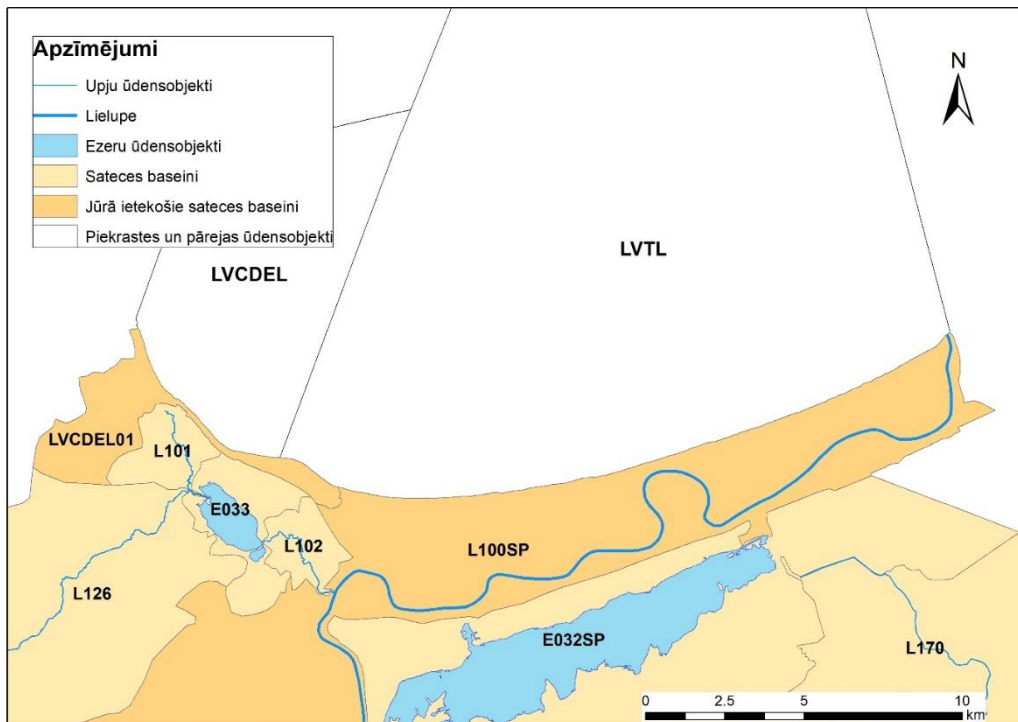 Apzīmējumi
Upju ūdensobjekti
Lielupe
Ezeru ūdensobjekti
Sateces baseini
Jūrā ietekošie sateces baseini
Piekrastes un pārejas ūdensobjekti
N
LVCDEL
LVTL
LVCDEL01
L101
E033
L102
L100SP
L126
E032SP
L170
0 2.5 5 10
km